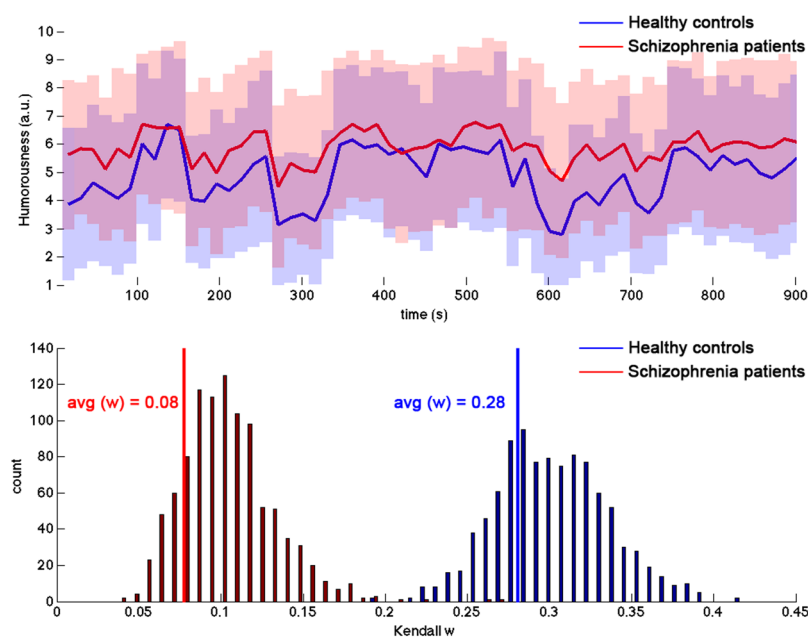 Healthy controls
Schizophrenia patients
10
9
8
7
6
5
4
3
2
1
Humorousness (a.u.)
100 200 300 400 500 600 700 800 900
time (s)
Healthy controls
Schizophrenia patients
140
120
100
80
60
40
20
0
count
avg (w) = 0.08
avg (w) = 0.28
0 0.05 0.1 0.15 0.2 0.25 0.3 0.35 0.4 0.45
Kendall w